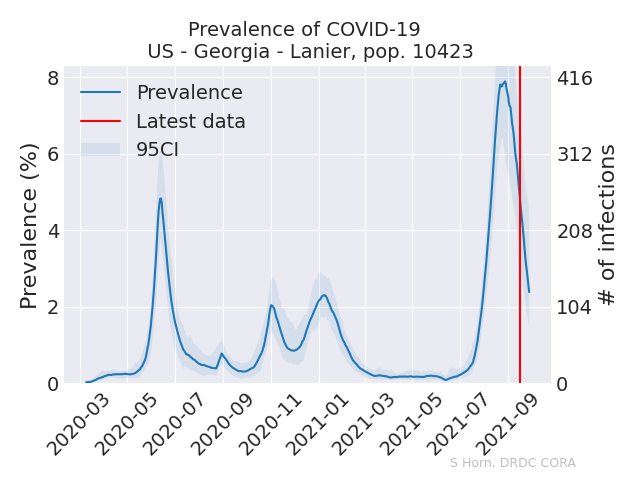 Prevalence of COVID-19
US - Georgia - Lanier, pop. 10423
Prevalence
Latest data
95CI
Prevalence (%)
8
6
4
2
0
416
312
208
104
0
# of infections
2020-03
2020-05
2020-07
2020-09
2020-11
2021-01
2021-03
2021-05
2021-07
2021-09
S Horn, DRDC CORA